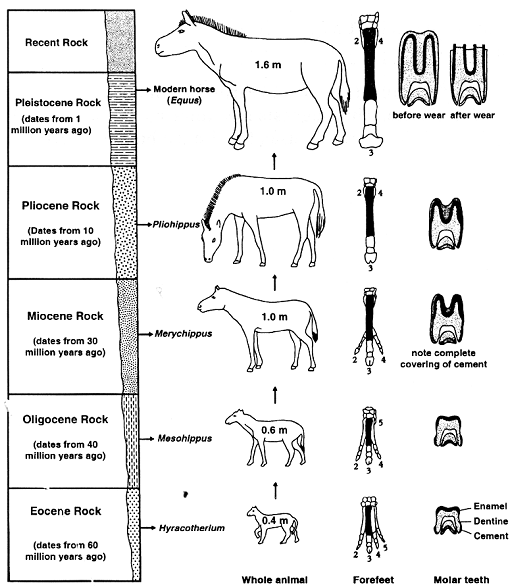 Recent Rock
Pleistocene Rock
(dates from 1
million years ago)
Modern horse
(Equus)
1.6 m
2 4
3
before wear after wear
Pliocene Rock
(Dates from 10
million years ago)
Pliohippus
1.0 m
2 4
3
Miocene Rock
(dates from 30
million years ago)
Merychippus
1.0 m
2 3 4
note complete
covering of cement
Oligocene Rock
(dates from 40
million years ago)
Mesohippus
0.6 m
5
2 3 4
Eocene Rock
(dates from 60
million years ago)
Hyracotherium
0.4 m
2 3 4 5
Enamel
Dentine
Cement
Whole animal Forefeet Molar teeth